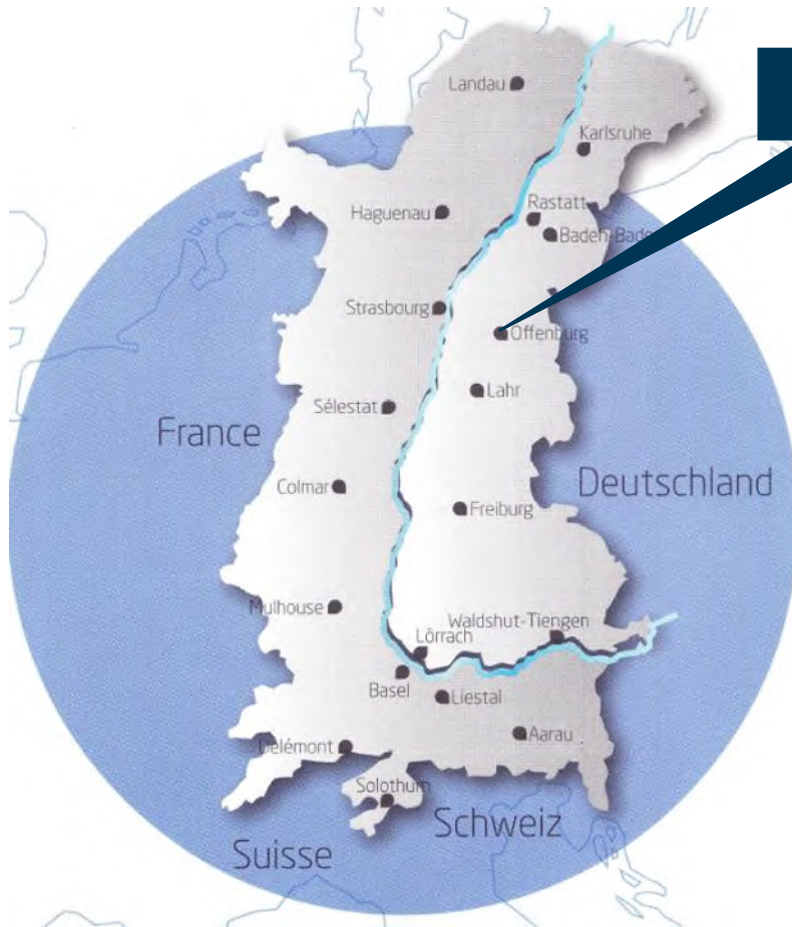 Landau
Karlsruhe
Rastatt
Haguenau
Baden-Bade
Strasbourg
Offenburg
Lahr
Sélestat
France
Deutschland
Colmar
Freiburg
Mulhouse
Waldshut-Tiengen
Lörrach
Basel
Liestal
Aarau
Delémont
Solothurn
Schweiz
Suisse